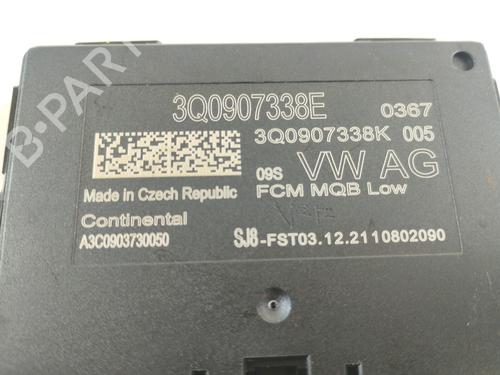 3Q0907338E 0367
3Q0907338K 005
09S VW AG
Made in Czech Republic FCM MQB Low
Continental
A3C0903730050 SJ8-FST03.12.2110802090
B-PARTS